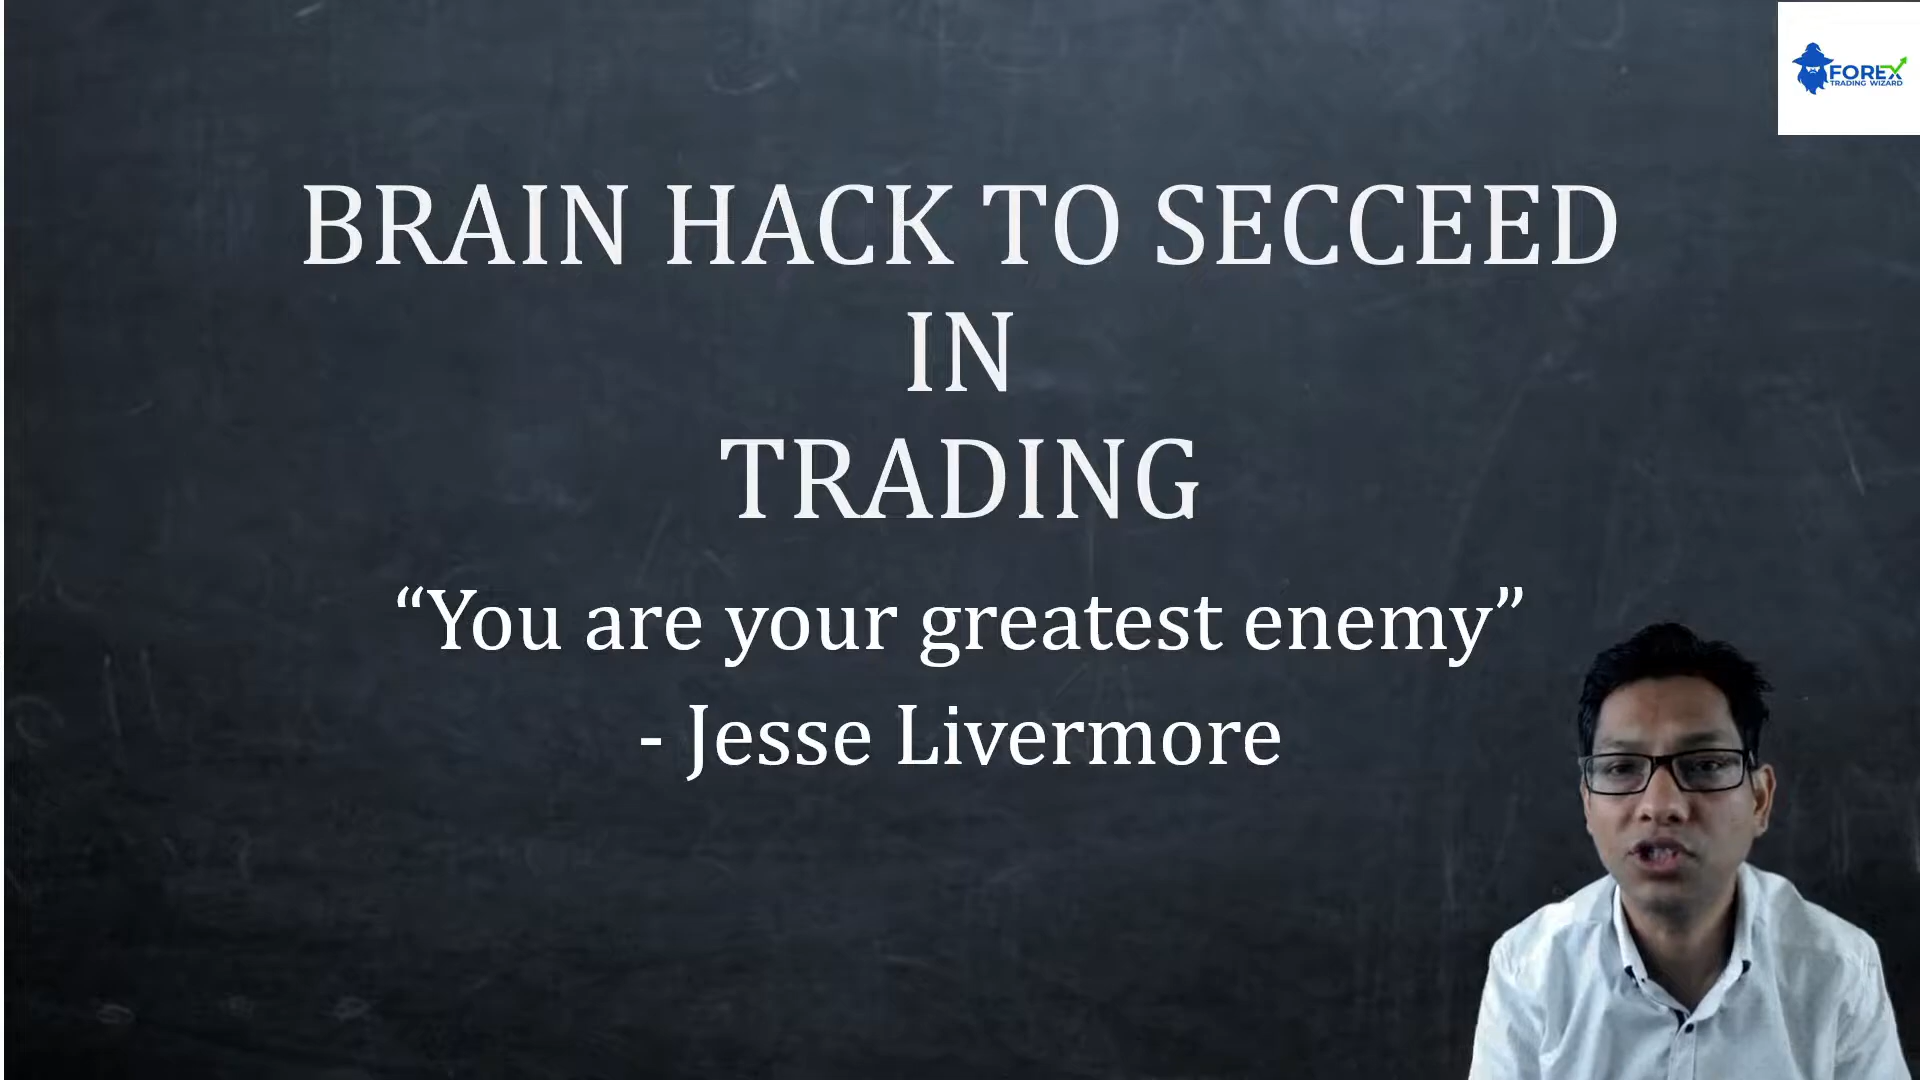 FOREX
TRADING WIZARD
BRAIN HACK TO SECCEED
IN
TRADING
“You are your greatest enemy”
- Jesse Livermore